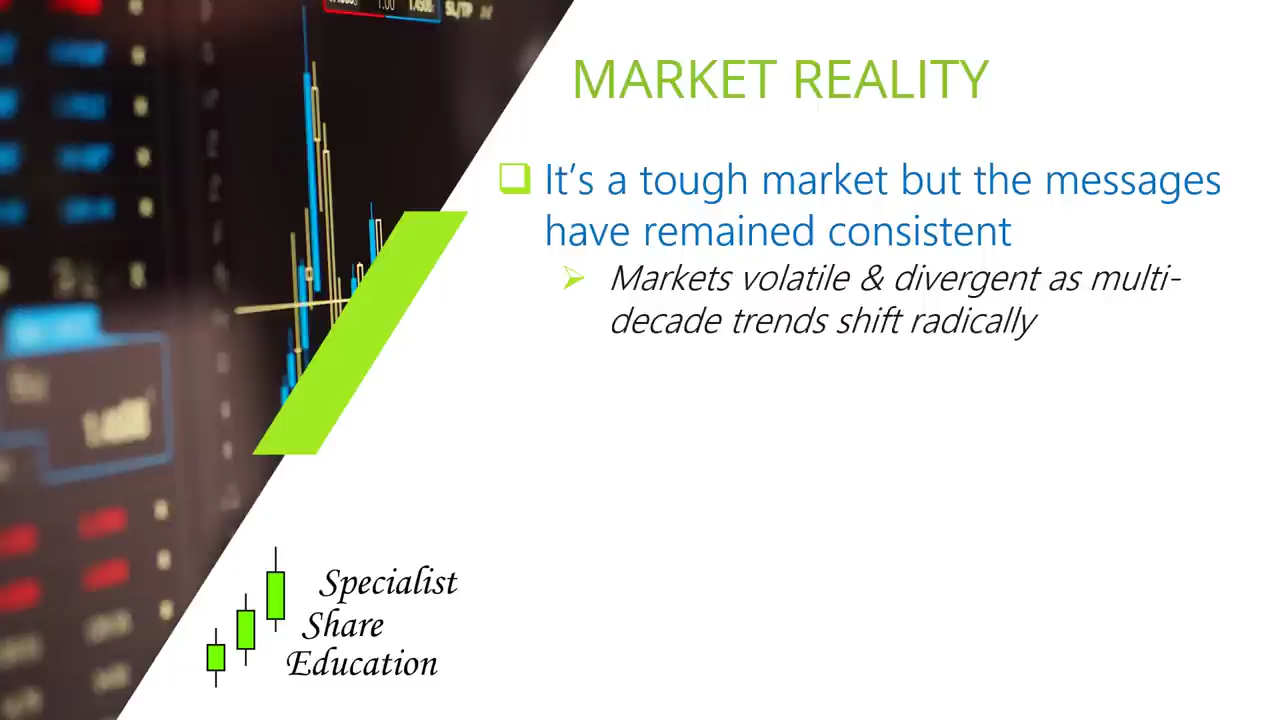 MARKET REALITY
It's a tough market but the messages
have remained consistent
Markets volatile & divergent as multi-
decade trends shift radically
Specialist
Share
Education